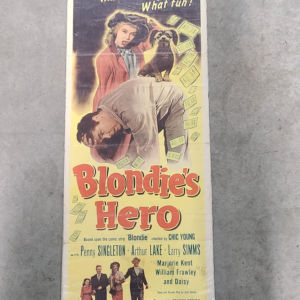 What fun!
Blondie's
Hero
Based upon the comic strip Blondie created by CHIC YOUNG
Penny SINGLETON · Arthur LAKE · Larry SIMMS
Marjorie Kent
William Frawley
and Daisy